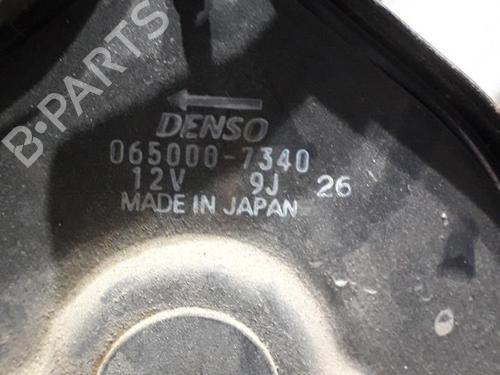 B-PARTS
DENSO
065000-7340
12V 9J 26
MADE IN JAPAN